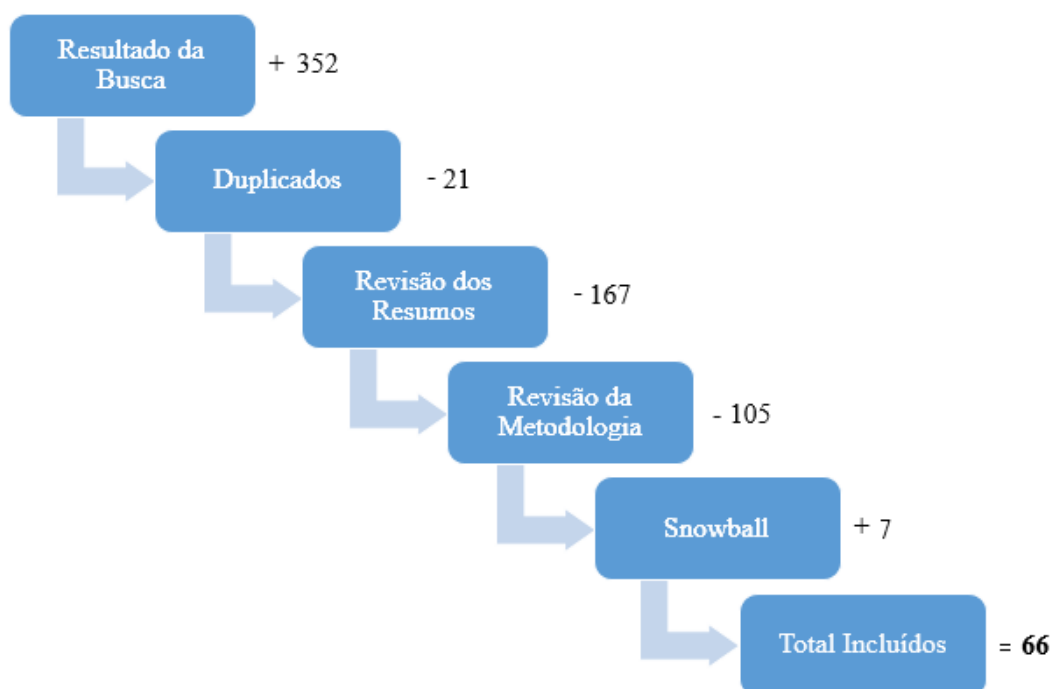 Resultado da
Busca
+ 352
Duplicados
- 21
Revisão dos
Resumos
- 167
Revisão da
Metodologia
- 105
Snowball
+ 7
Total Incluídos
= 66